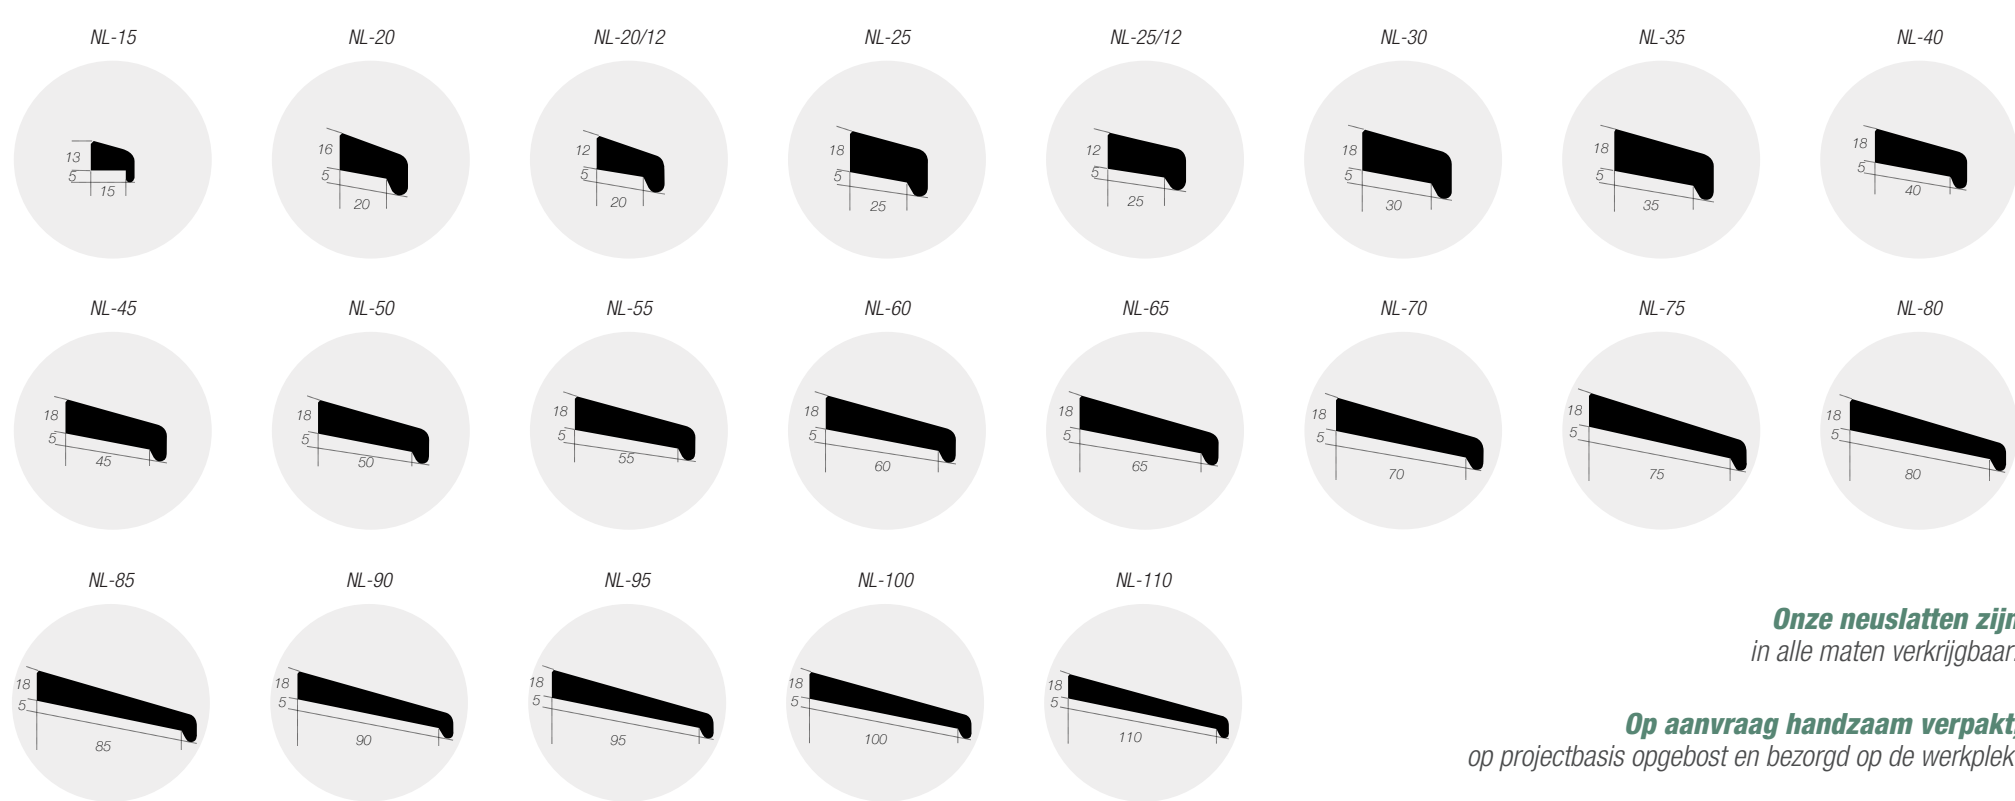 NL-15 NL-20 NL-20/12 NL-25 NL-25/12 NL-30 NL-35 NL-40
13 5 15
16 5 20
12 5 20
18 5 25
12 5 25
18 5 30
18 5 35
18 5 40
NL-45 NL-50 NL-55 NL-60 NL-65 NL-70 NL-75 NL-80
18 5 45
18 5 50
18 5 55
18 5 60
18 5 65
18 5 70
18 5 75
18 5 80
NL-85 NL-90 NL-95 NL-100 NL-110
18 5 85
18 5 90
18 5 95
18 5 100
18 5 110
Onze neuslatten zijn
in alle maten verkrijgbaar.
Op aanvraag handzaam verpakt,
op projectbasis opgebost en bezorgd op de werkplek